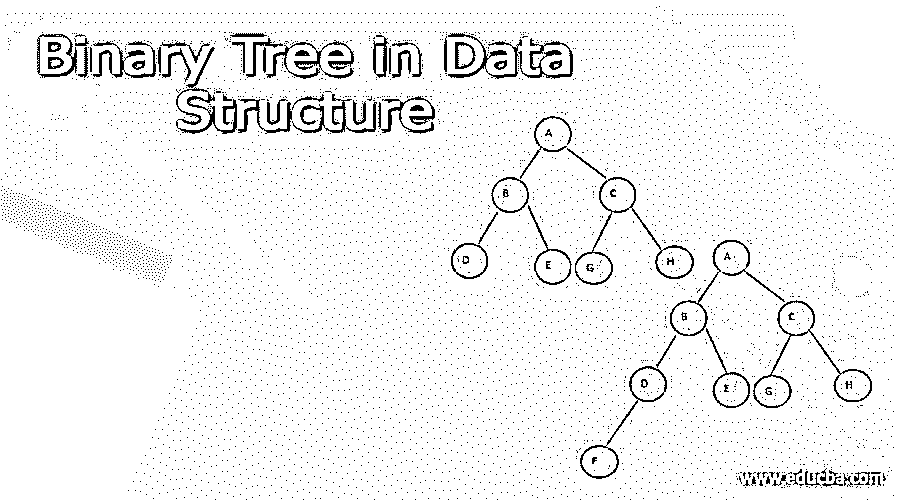 Binary Tree in Data
Structure
A
B C
D E G H
A
B C
D E G H
F
www.educba.com